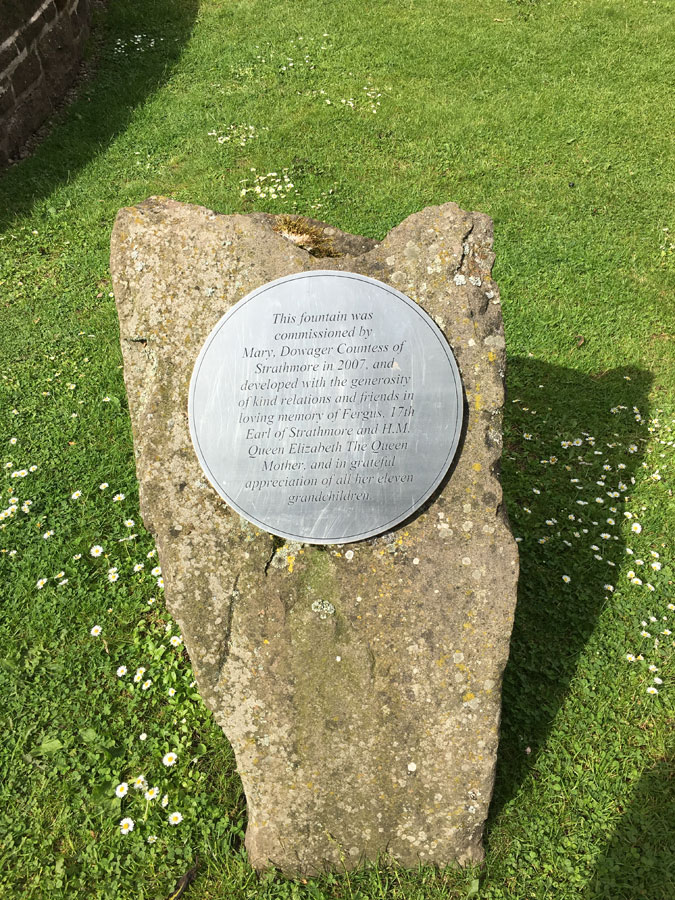 This fountain was
commissioned by
Mary, Dowager Countess of
Strathmore in 2007, and
developed with the generosity
of kind relations and friends in
loving memory of Fergus, 17th
Earl of Strathmore and H.M.
Queen Elizabeth The Queen
Mother, and in grateful
appreciation of all her eleven
grandchildren.